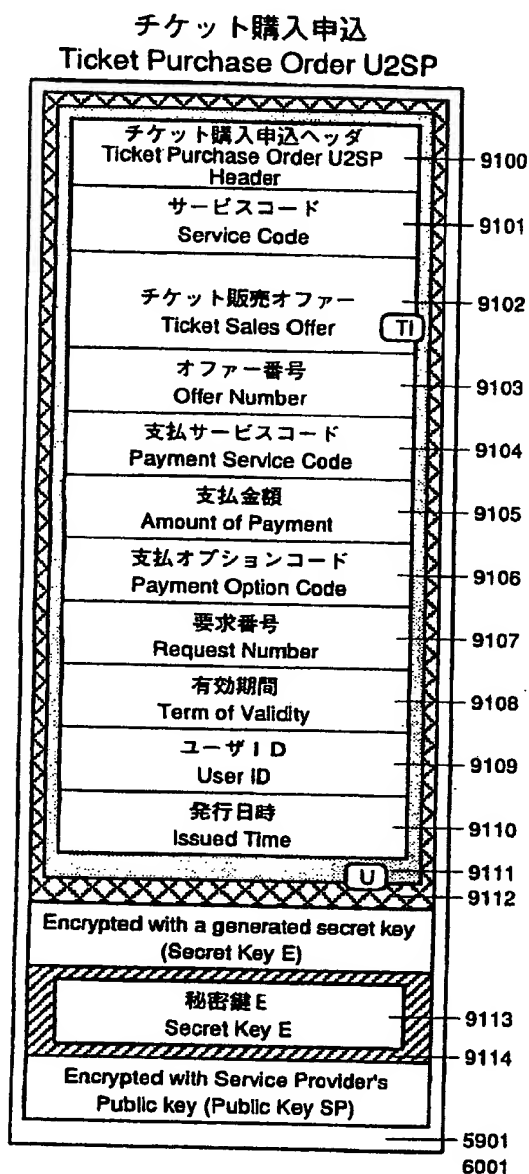 チケット購入申込
Ticket Purchase Order U2SP
チケット購入申込ヘッダ
Ticket Purchase Order U2SP
Header
9100
サービスコード
Service Code
9101
チケット販売オファー
Ticket Sales Offer
9102
TI
オファー番号
Offer Number
9103
支払サービスコード
Payment Service Code
9104
支払金額
Amount of Payment
9105
支払オプションコード
Payment Option Code
9106
要求番号
Request Number
9107
有効期間
Term of Validity
9108
ユーザID
User ID
9109
発行日時
Issued Time
9110
U
9111
9112
Encrypted with a generated secret key
(Secret Key E)
秘密鍵E
Secret Key E
9113
9114
Encrypted with Service Provider's
Public key (Public Key SP)
5901
6001